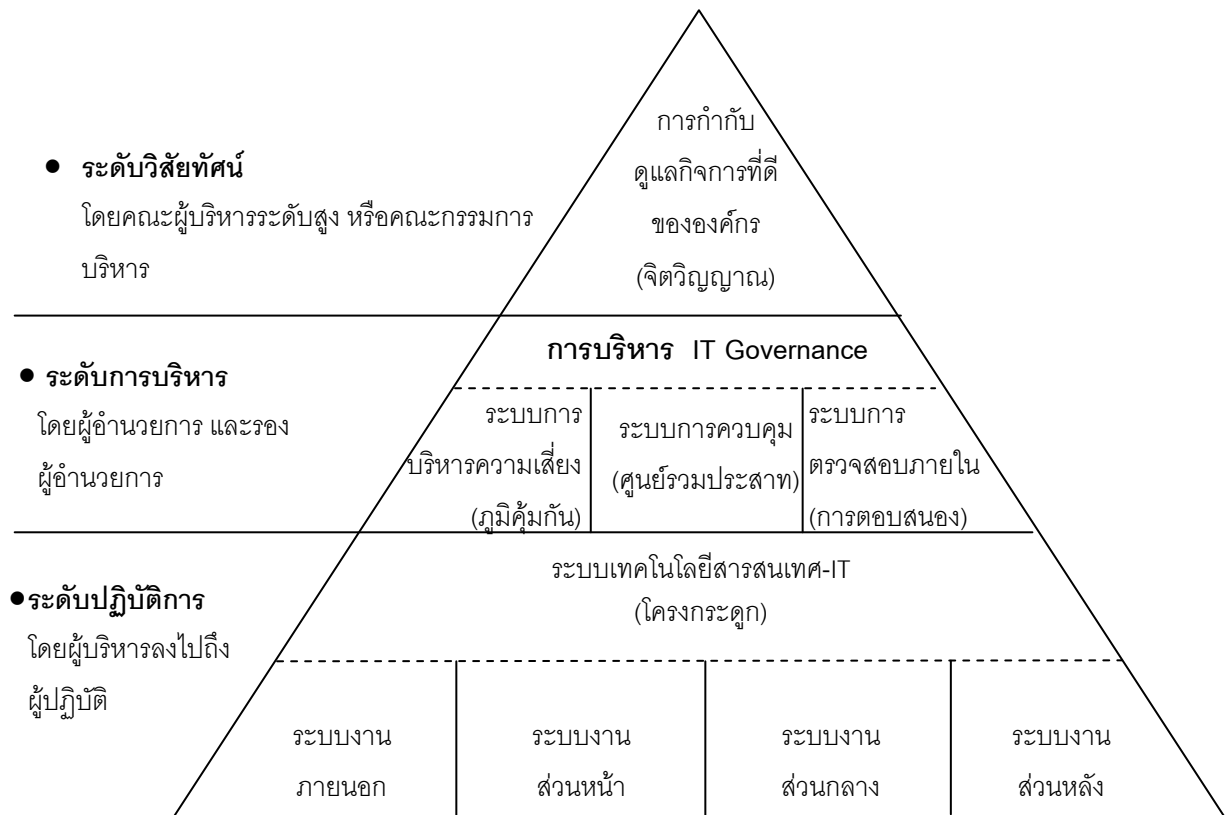 การกำกับ
ดูแลกิจการที่ดี
ขององค์กร
(จิตวิญญาณ)
● ระดับวิสัยทัศน์
โดยคณะผู้บริหารระดับสูง หรือคณะกรรมการ
บริหาร
การบริหาร IT Governance
● ระดับการบริหาร
โดยผู้อำนวยการ และรอง
ผู้อำนวยการ
ระบบการ
บริหารความเสี่ยง
(ภูมิคุ้มกัน)
ระบบการควบคุม
(ศูนย์รวมประสาท)
ระบบการ
ตรวจสอบภายใน
(การตอบสนอง)
● ระดับปฏิบัติการ
โดยผู้บริหารลงไปถึง
ผู้ปฏิบัติ
ระบบเทคโนโลยีสารสนเทศ-IT
(โครงกระดูก)
ระบบงาน
ภายนอก
ระบบงาน
ส่วนหน้า
ระบบงาน
ส่วนกลาง
ระบบงาน
ส่วนหลัง